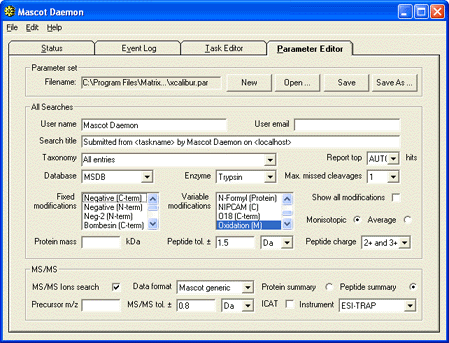 Mascot Daemon
File Edit Help
Status Event Log Task Editor Parameter Editor
Parameter set
Filename: C:\Program Files\Matrix...\xcalibur.par New Open ... Save Save As ...
All Searches
User name Mascot Daemon User email
Search title Submitted from <taskname> by Mascot Daemon on <localhost>
Taxonomy All entries Report top AUTO hits
Database MSDB Enzyme Trypsin Max. missed cleavages 1
Fixed modifications Negative (C-term) Negative (N-term) Neg-2 (N-term) Bombesin (C-term)
Variable modifications N-Formyl (Protein) NIPCAM (C) O18 (C-term) Oxidation (M)
Show all modifications
Monisotopic Average
Protein mass kDa Peptide tol. ± 1.5 Da Peptide charge 2+ and 3+
MS/MS
MS/MS Ions search Data format Mascot generic Protein summary Peptide summary
Precursor m/z MS/MS tol. ± 0.8 Da ICAT Instrument ESI-TRAP